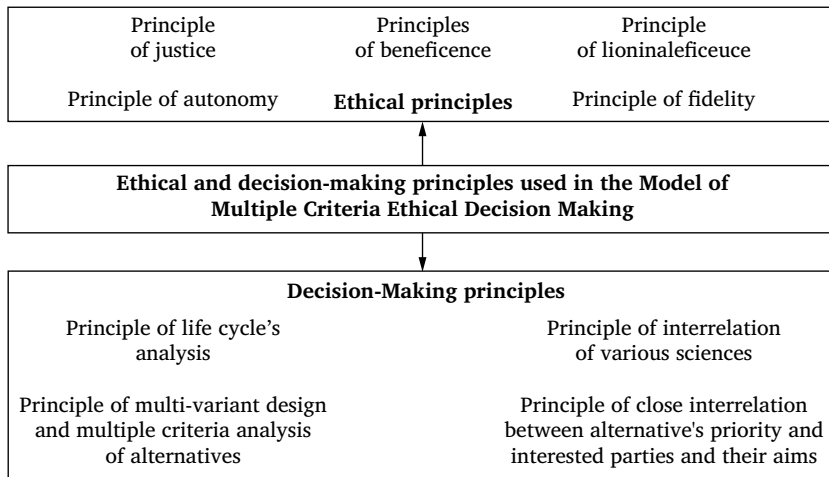 Principle
of justice
Principles
of beneficence
Principle
of lioninaleficeuce
Principle of autonomy
Ethical principles
Principle of fidelity
Ethical and decision-making principles used in the Model of
Multiple Criteria Ethical Decision Making
Decision-Making principles
Principle of life cycle’s
analysis
Principle of interrelation
of various sciences
Principle of multi-variant design
and multiple criteria analysis
of alternatives
Principle of close interrelation
between alternative's priority and
interested parties and their aims